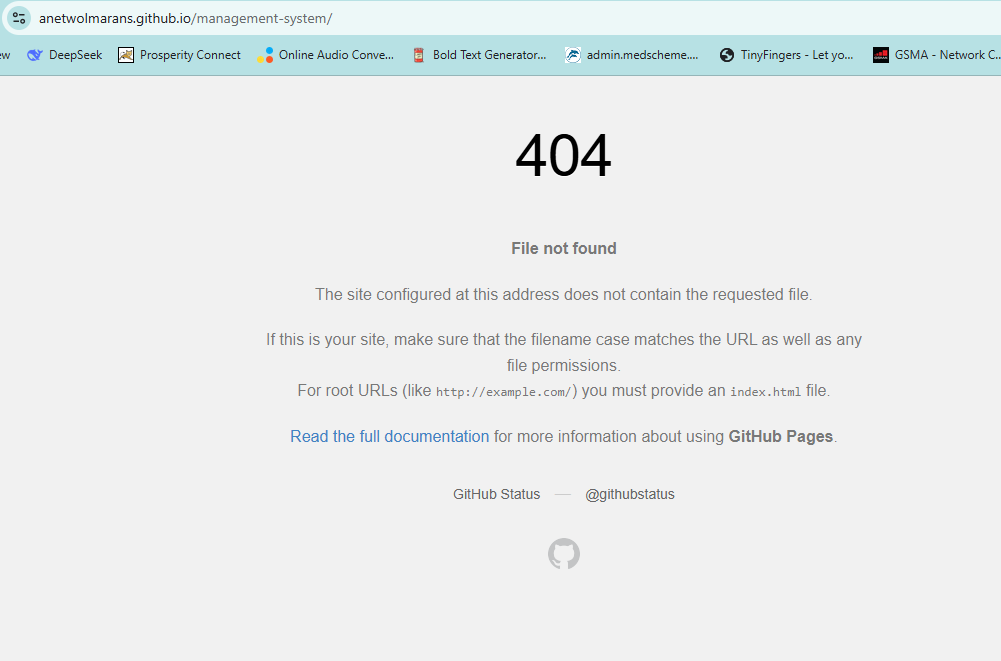 anetwolmarans.github.io/management-system/
ew DeepSeek Prosperity Connect Online Audio Conve... Bold Text Generator... admin.medscheme.... TinyFingers - Let yo... GSMA - Network C...
404
File not found
The site configured at this address does not contain the requested file.
If this is your site, make sure that the filename case matches the URL as well as any
file permissions.
For root URLs (like http://example.com/) you must provide an index.html file.
Read the full documentation for more information about using GitHub Pages.
GitHub Status — @githubstatus